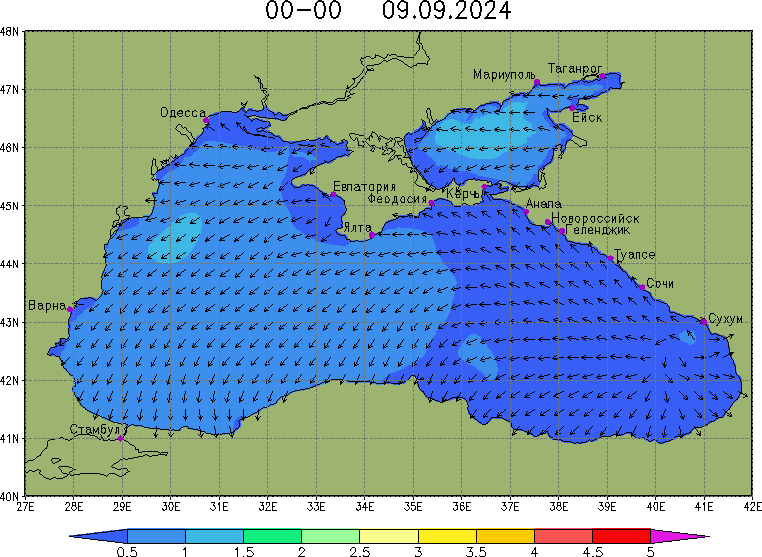 00-00 09.09.2024
48N
47N
46N
45N
44N
43N
42N
41N
40N
Таганрог
Мариуполь
Ейск
Одесса
Евпатория
Феодосия
Керчь
Анапа
Новороссийск
Геленджик
Ялта
Туапсе
Сочи
Варна
Сухум
Стамбул
27E 28E 29E 30E 31E 32E 33E 34E 35E 36E 37E 38E 39E 40E 41E 42E
0.5 1 1.5 2 2.5 3 3.5 4 4.5 5